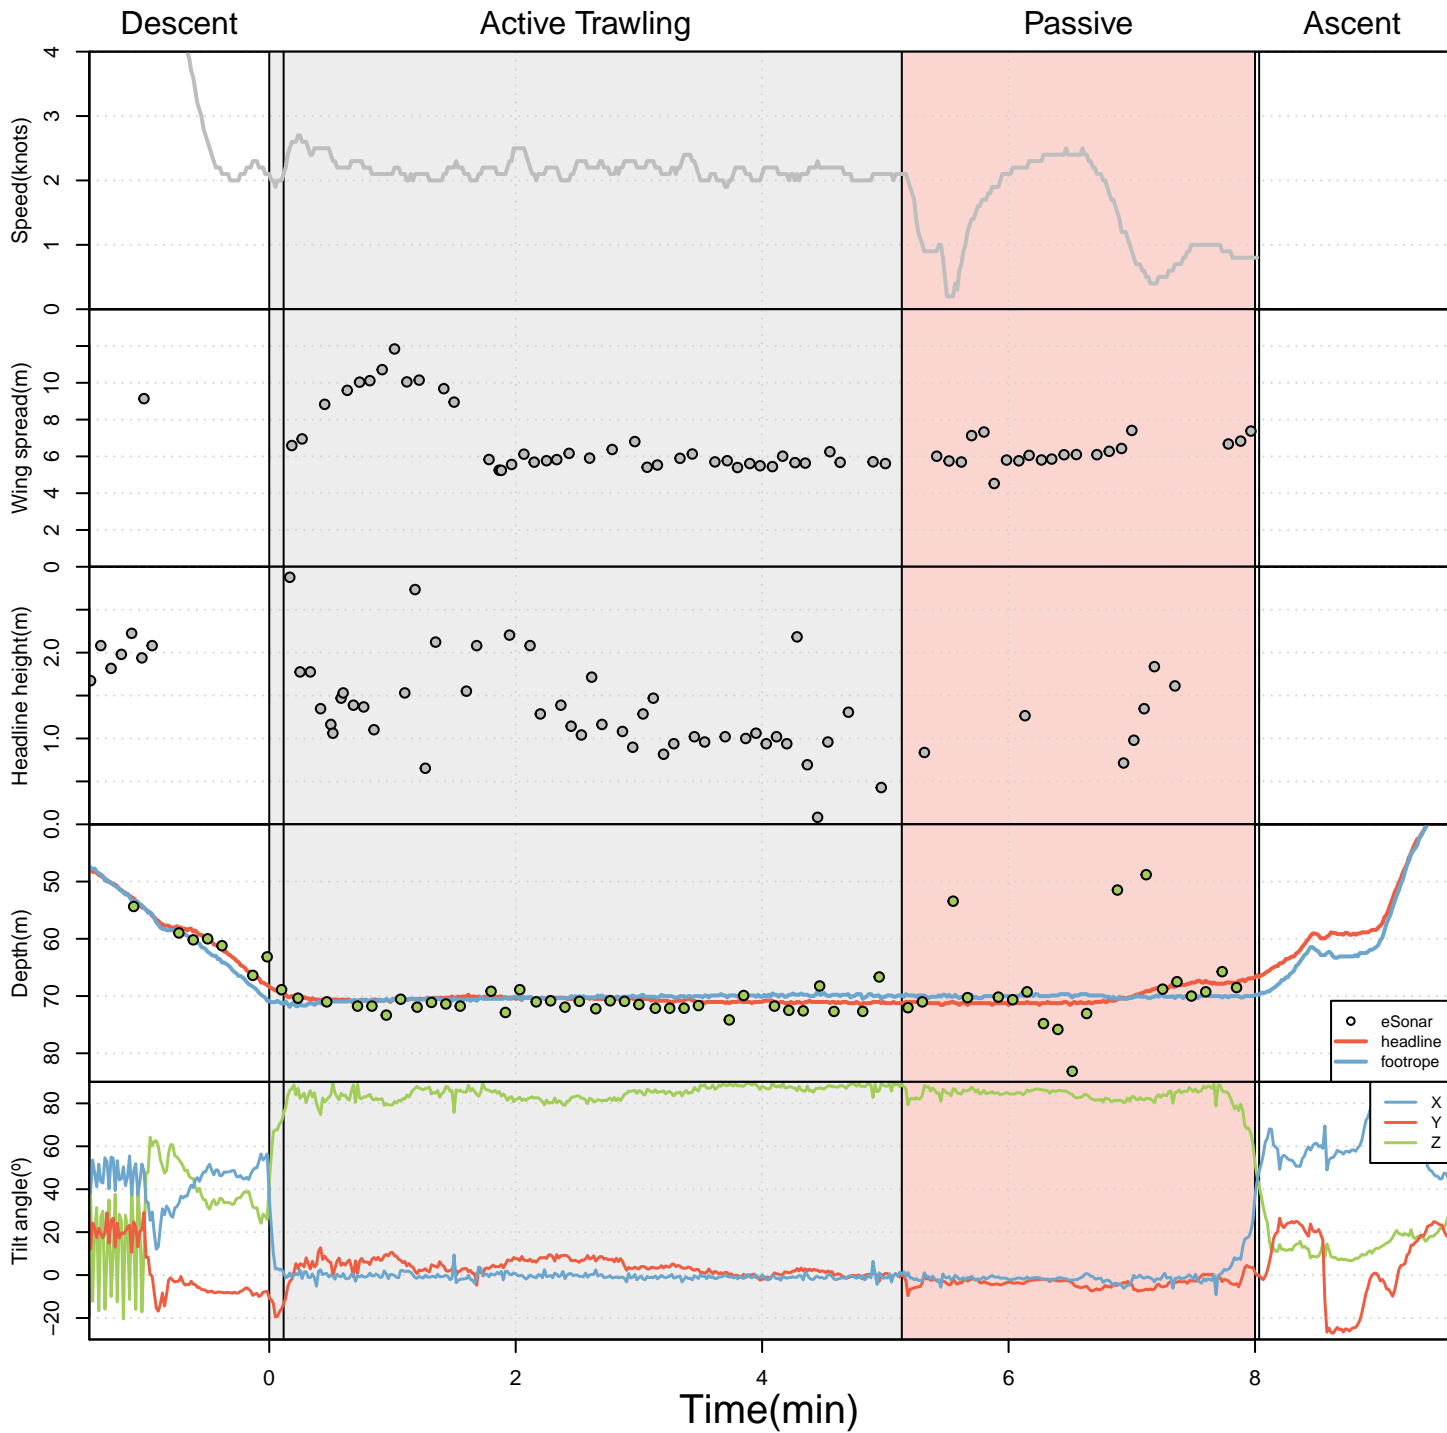 Descent Active Trawling Passive Ascent
Speed(knots)
4
3
2
1
0
Wing spread(m)
10
8
6
4
2
0
Headline height(m)
2.0
1.0
0.0
Depth(m)
50
60
70
80
eSonar
headline
footrope
Tilt angle(º)
80
60
40
20
0
−20
X
Y
Z
0 2 4 6 8
Time(min)